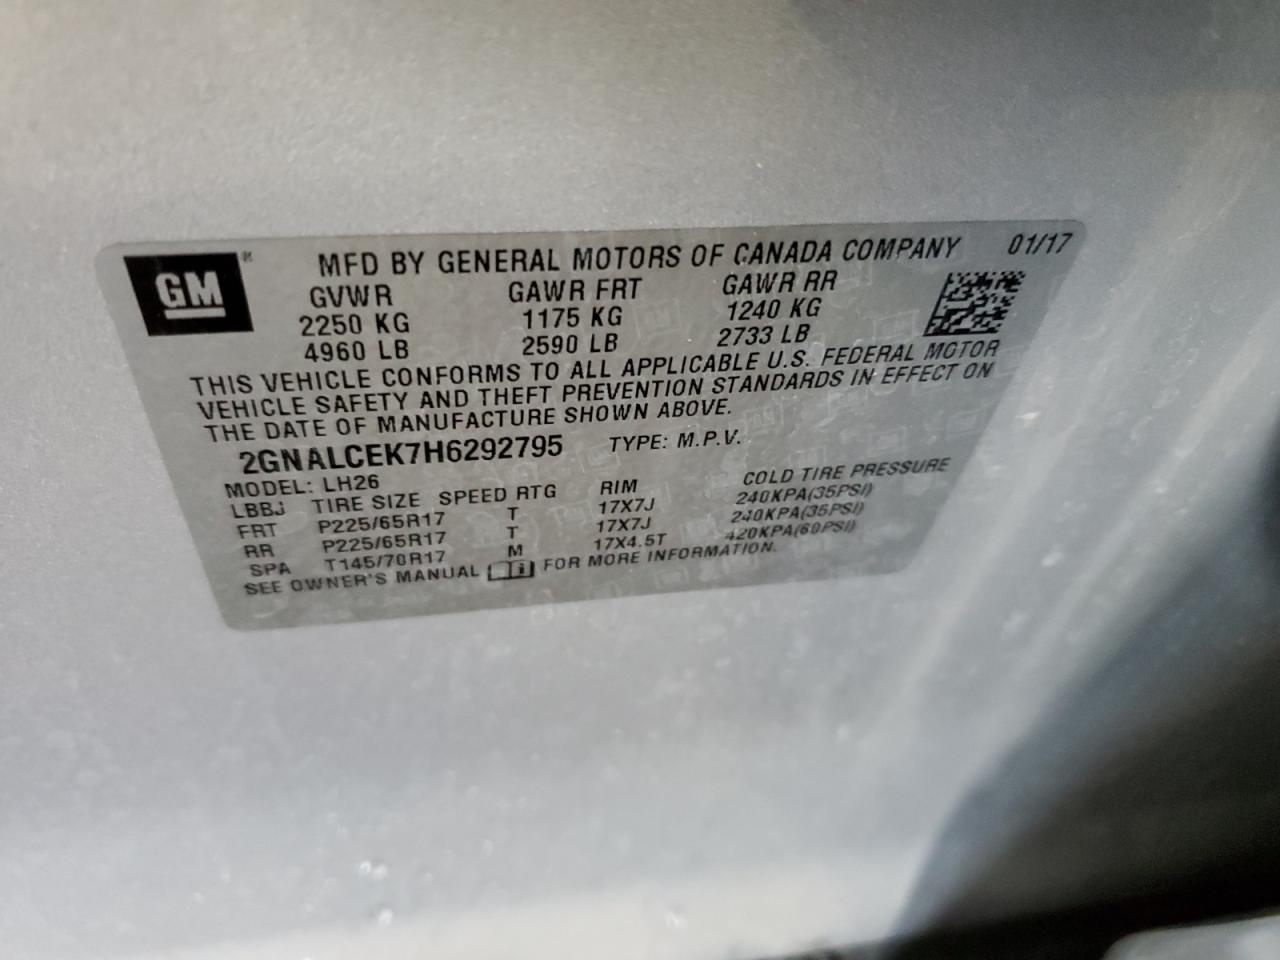 GM
MFD BY GENERAL MOTORS OF CANADA COMPANY 01/17
GVWR GAWR FRT GAWR RR
2250 KG 1175 KG 1240 KG
4960 LB 2590 LB 2733 LB
THIS VEHICLE CONFORMS TO ALL APPLICABLE U.S. FEDERAL MOTOR
VEHICLE SAFETY AND THEFT PREVENTION STANDARDS IN EFFECT ON
THE DATE OF MANUFACTURE SHOWN ABOVE.
2GNALCEK7H6292795 TYPE: M.P.V.
MODEL: LH26
LBBJ TIRE SIZE SPEED RTG RIM COLD TIRE PRESSURE
FRT P225/65R17 T 17X7J 240KPA(35PSI)
RR P225/65R17 T 17X7J 240KPA(35PSI)
SPA T145/70R17 M 17X4.5T 420KPA(60PSI)
SEE OWNER'S MANUAL FOR MORE INFORMATION.